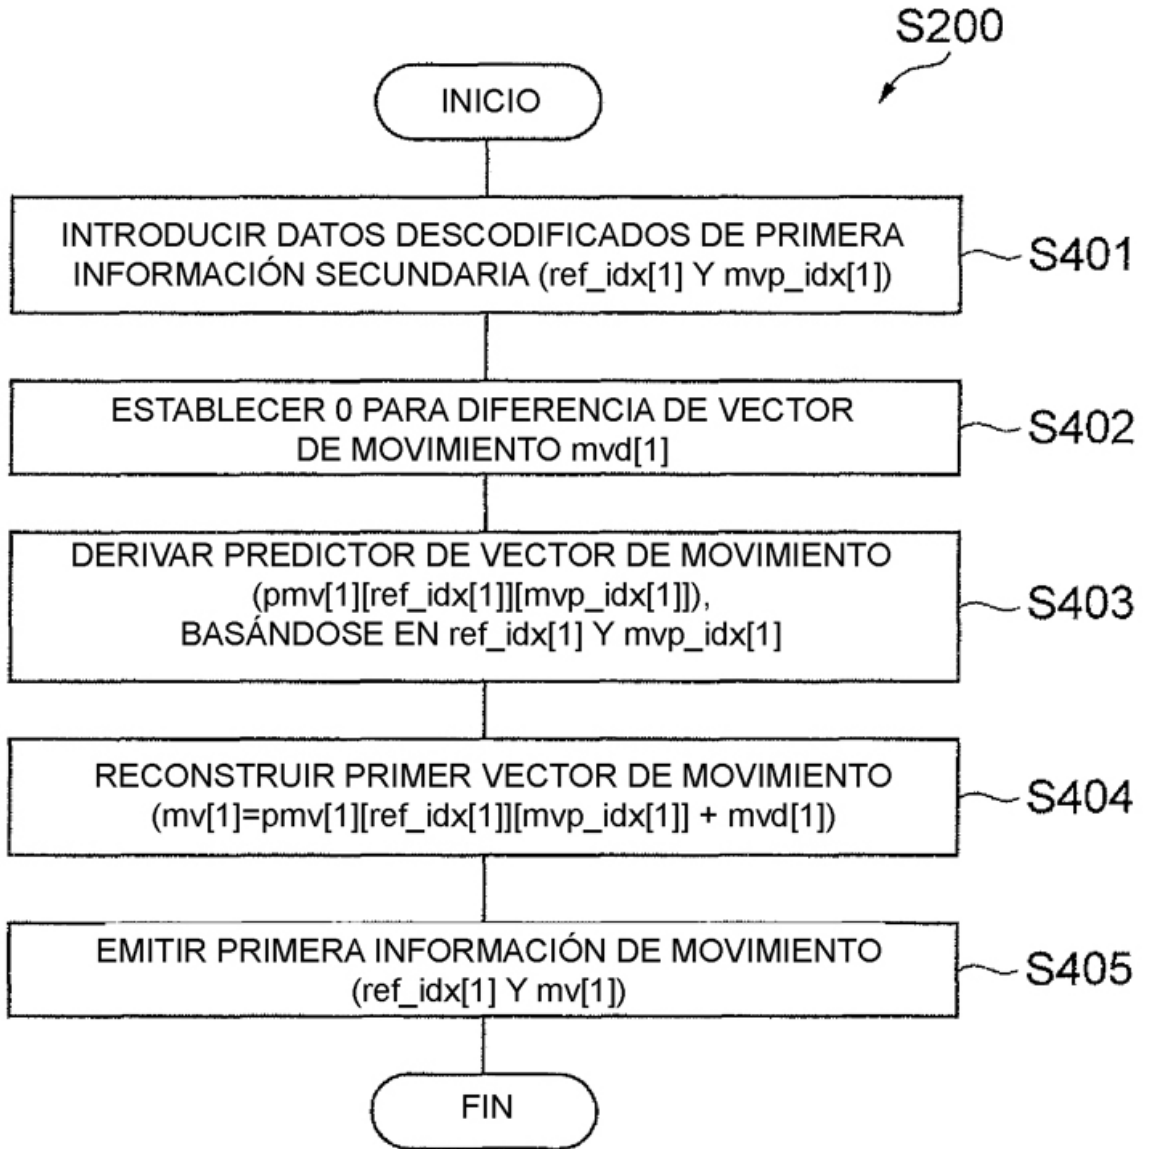 S200
INICIO
INTRODUCIR DATOS DESCODIFICADOS DE PRIMERA
INFORMACIÓN SECUNDARIA (ref_idx[1] Y mvp_idx[1])
S401
ESTABLECER 0 PARA DIFERENCIA DE VECTOR
DE MOVIMIENTO mvd[1]
S402
DERIVAR PREDICTOR DE VECTOR DE MOVIMIENTO
(pmv[1][ref_idx[1]][mvp_idx[1]]),
BASÁNDOSE EN ref_idx[1] Y mvp_idx[1]
S403
RECONSTRUIR PRIMER VECTOR DE MOVIMIENTO
(mv[1]=pmv[1][ref_idx[1]][mvp_idx[1]] + mvd[1])
S404
EMITIR PRIMERA INFORMACIÓN DE MOVIMIENTO
(ref_idx[1] Y mv[1])
S405
FIN